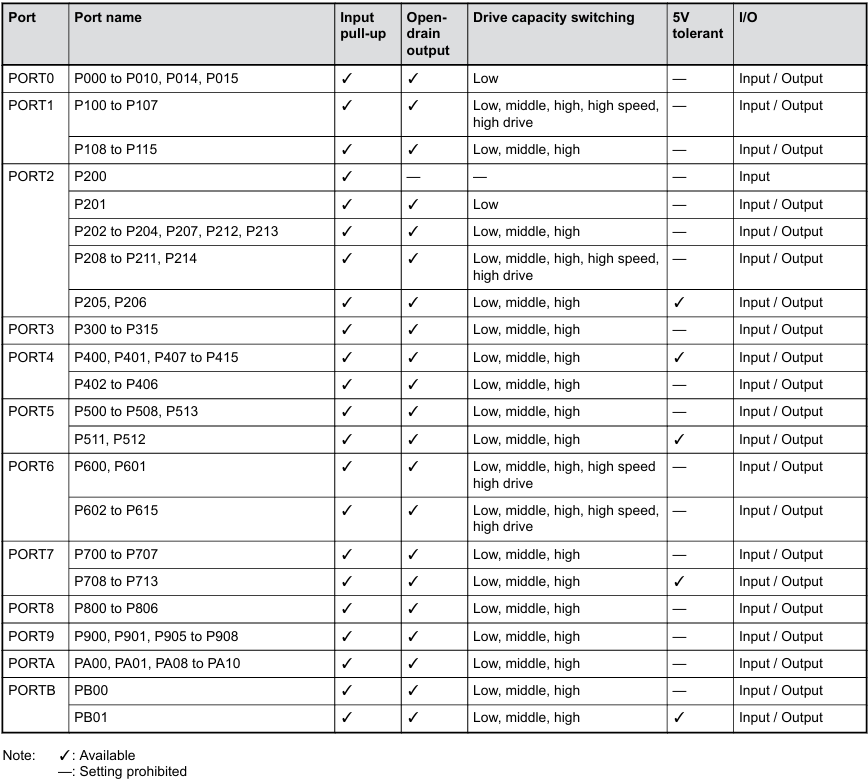 Port Port name Input pull-up Open-drain output Drive capacity switching 5V tolerant I/O
PORT0 P000 to P010, P014, P015 ✓ ✓ Low — Input / Output
PORT1 P100 to P107 ✓ ✓ Low, middle, high, high speed, high drive — Input / Output
P108 to P115 ✓ ✓ Low, middle, high — Input / Output
PORT2 P200 ✓ — — — Input
P201 ✓ ✓ Low — Input / Output
P202 to P204, P207, P212, P213 ✓ ✓ Low, middle, high — Input / Output
P208 to P211, P214 ✓ ✓ Low, middle, high, high speed, high drive — Input / Output
P205, P206 ✓ ✓ Low, middle, high ✓ Input / Output
PORT3 P300 to P315 ✓ ✓ Low, middle, high — Input / Output
PORT4 P400, P401, P407 to P415 ✓ ✓ Low, middle, high ✓ Input / Output
P402 to P406 ✓ ✓ Low, middle, high — Input / Output
PORT5 P500 to P508, P513 ✓ ✓ Low, middle, high — Input / Output
P511, P512 ✓ ✓ Low, middle, high ✓ Input / Output
PORT6 P600, P601 ✓ ✓ Low, middle, high, high speed high drive — Input / Output
P602 to P615 ✓ ✓ Low, middle, high, high speed, high drive — Input / Output
PORT7 P700 to P707 ✓ ✓ Low, middle, high — Input / Output
P708 to P713 ✓ ✓ Low, middle, high ✓ Input / Output
PORT8 P800 to P806 ✓ ✓ Low, middle, high — Input / Output
PORT9 P900, P901, P905 to P908 ✓ ✓ Low, middle, high — Input / Output
PORTA PA00, PA01, PA08 to PA10 ✓ ✓ Low, middle, high — Input / Output
PORTB PB00 ✓ ✓ Low, middle, high — Input / Output
PB01 ✓ ✓ Low, middle, high ✓ Input / Output
Note: ✓: Available
—: Setting prohibited